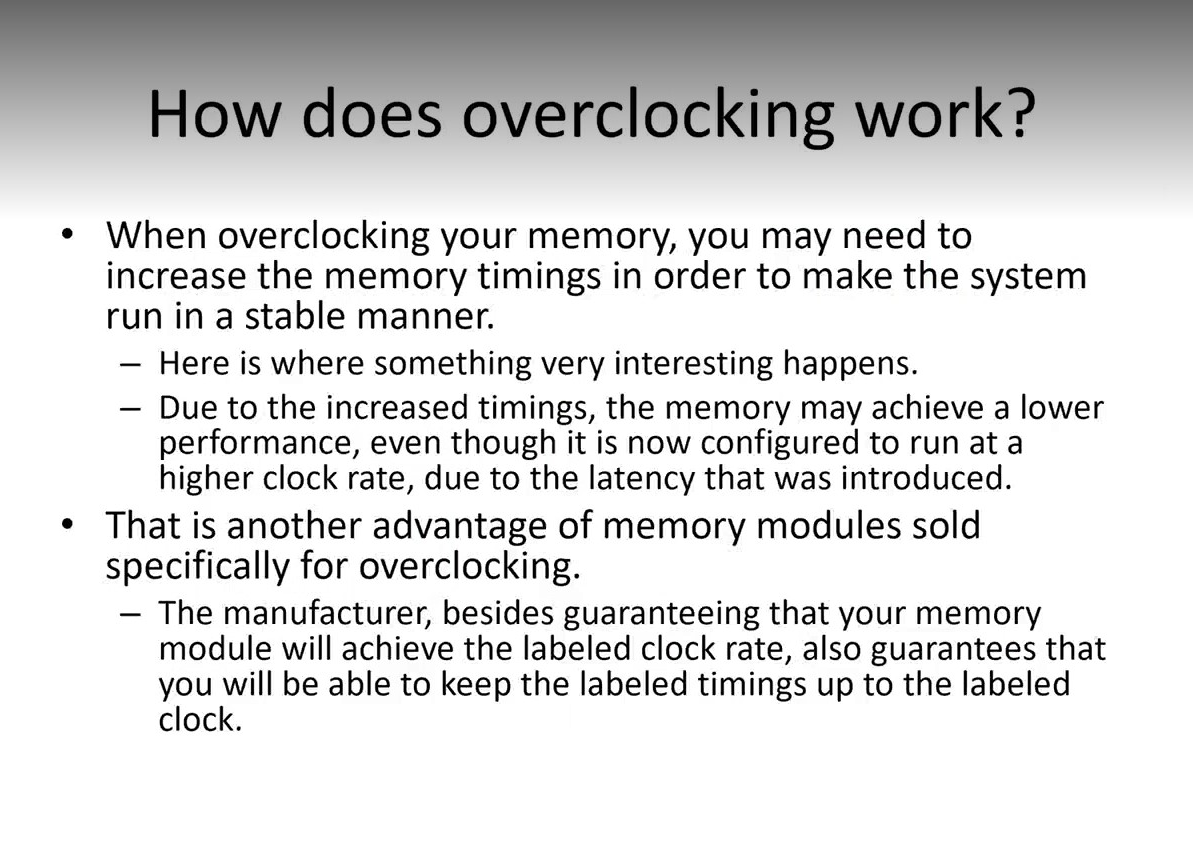 How does overclocking work?
• When overclocking your memory, you may need to
increase the memory timings in order to make the system
run in a stable manner.
– Here is where something very interesting happens.
– Due to the increased timings, the memory may achieve a lower
performance, even though it is now configured to run at a
higher clock rate, due to the latency that was introduced.
• That is another advantage of memory modules sold
specifically for overclocking.
– The manufacturer, besides guaranteeing that your memory
module will achieve the labeled clock rate, also guarantees that
you will be able to keep the labeled timings up to the labeled
clock.